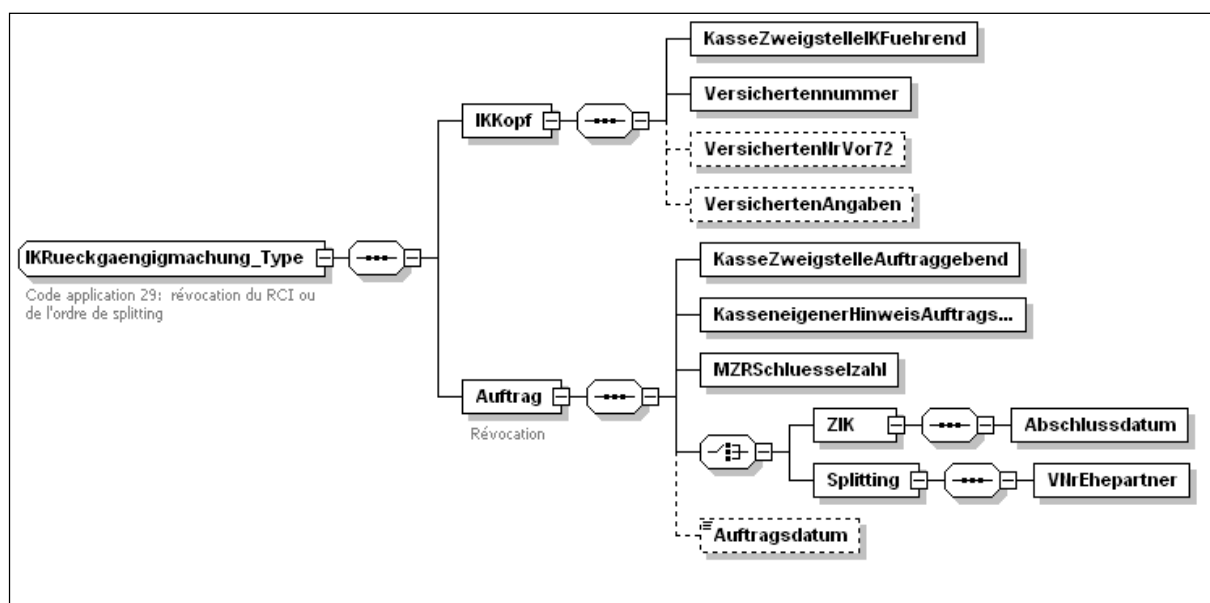 KasseZweigstelleIKFuehrend
IKKopf
Versichertennummer
VersichertenNrVor72
VersichertenAngaben
IKRueckgaengigmachung_Type
Code application 29: révocation du RCI ou
de l'ordre de splitting
KasseZweigstelleAuftraggebend
KasseneigenerHinweisAuftrags...
MZRSchluesselzahl
Auftrag
Révocation
ZIK
Abschlussdatum
Splitting
VNrEhepartner
Auftragsdatum